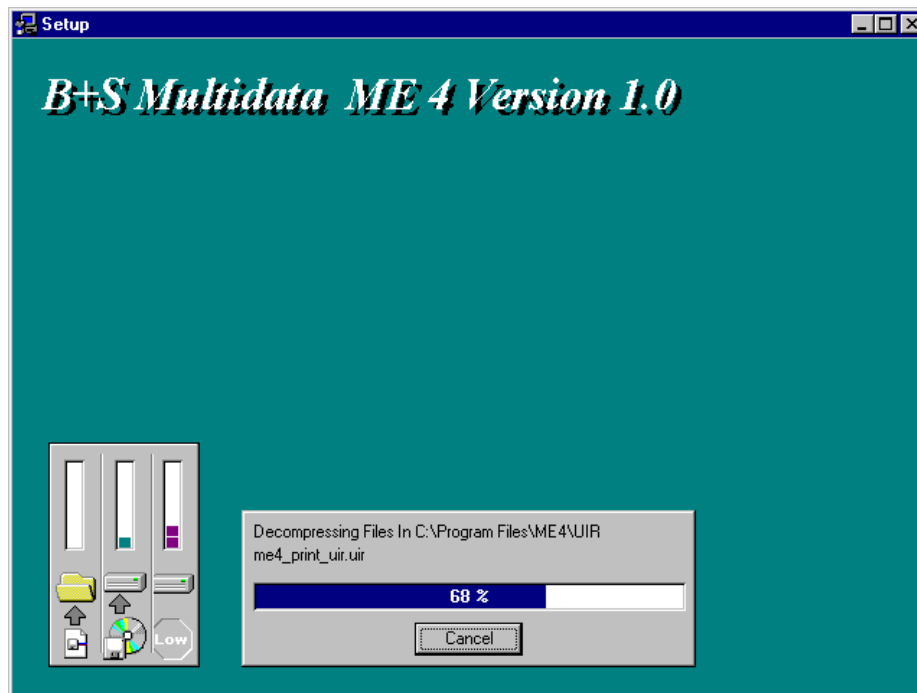 Setup
B+S Multidata ME 4 Version 1.0
Decompressing Files In C:\Program Files\ME4\UIR
me4_print_uir.uir
68 %
Cancel
Low